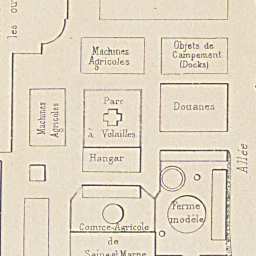 les ou
Machines
Agricoles
Objets de
Campement
(Docks)
Machines
Agricoles
Parc
à Volailles
Douanes
Hangar
Allée
Ferme
modèle
Comice-Agricole
de
Seine et Marne